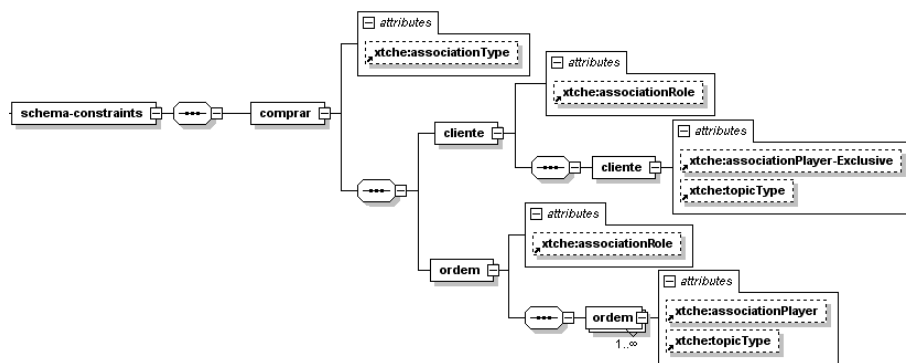 attributes
xtche:associationType
attributes
xtche:associationRole
schema-constraints
comprar
cliente
attributes
xtche:associationPlayer-Exclusive
cliente
xtche:topicType
attributes
xtche:associationRole
ordem
attributes
xtche:associationPlayer
ordem
xtche:topicType
1..∞